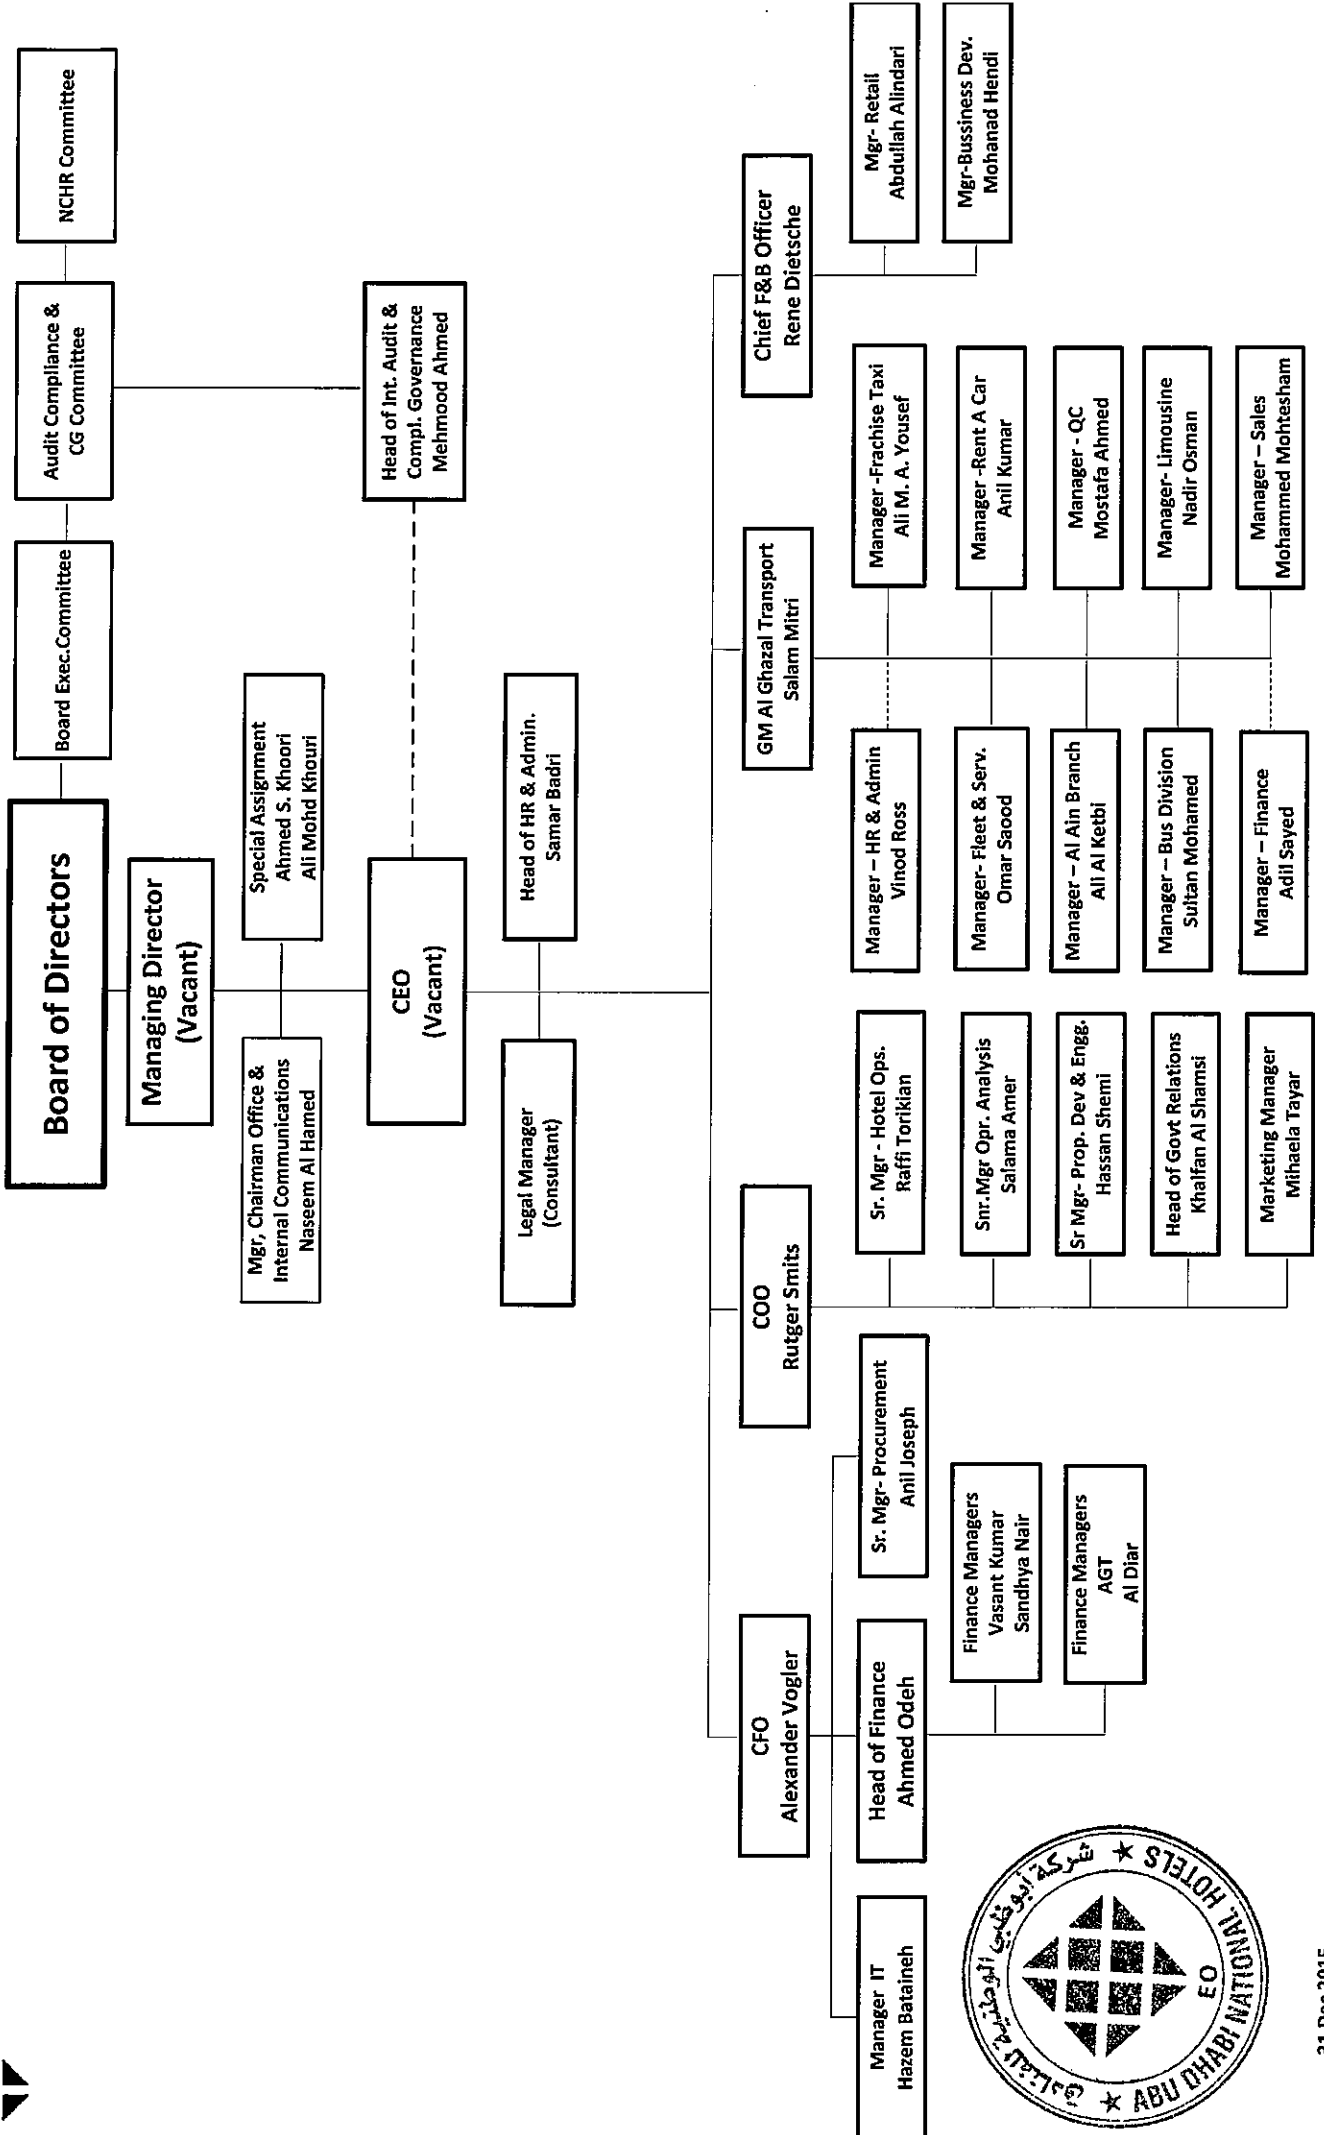 Board of Directors
Board Exec.Committee
Audit Compliance &
CG Committee
NCHR Committee
Managing Director
(Vacant)
Mgr, Chairman Office &
Internal Communications
Naseem Al Hamed
Special Assignment
Ahmed S. Khori
Ali Mohd Khouri
CEO
(Vacant)
Head of Int. Audit &
Compl. Governance
Mehmood Ahmed
Legal Manager
(Consultant)
Head of HR & Admin.
Samar Badri
CFO
Alexander Vogler
COO
Rutger Smits
GM Al Ghazal Transport
Salam Mitri
Chief F&B Officer
Rene Dietsche
Manager IT
Hazem Bataineh
Head of Finance
Ahmed Odeh
Sr. Mgr- Procurement
Anil Joseph
Finance Managers
Vasant Kumar
Sandhya Nair
Finance Managers
AGT
Al Diar
Sr. Mgr - Hotel Ops.
Raffi Torikian
Snr.Mgr Opr. Analysis
Salama Amer
Sr Mgr- Prop. Dev & Engg.
Hassan Shemi
Head of Govt Relations
Khalfan Al Shamsi
Marketing Manager
Mihaela Tayar
Manager – HR & Admin
Vinod Ross
Manager- Fleet & Serv.
Omar Saood
Manager – Al Ain Branch
Ali Al Ketbi
Manager – Bus Division
Sultan Mohamed
Manager – Finance
Adil Sayed
Manager -Frachise Taxi
Ali M. A. Yousef
Manager -Rent A Car
Anil Kumar
Manager - QC
Mostafa Ahmed
Manager- Limousine
Nadir Osman
Manager – Sales
Mohammed Mohtesham
Mgr- Retail
Abdullah Alindari
Mgr-Bussiness Dev.
Mohanad Hendi
شركة أبوظبي الوطنية للفنادق
ABU DHABI NATIONAL HOTELS
EO
31 Dec 2015